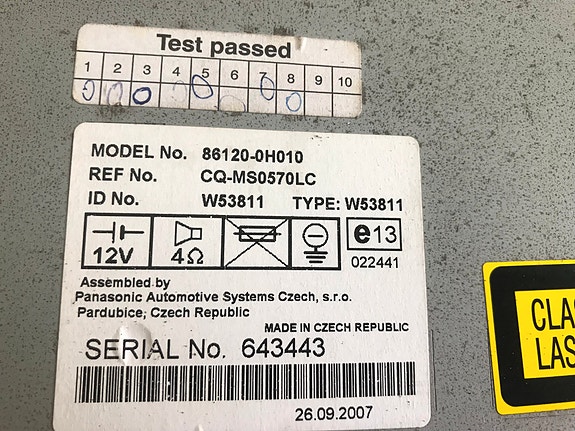 Test passed
1 2 3 4 5 6 7 8 9 10
MODEL No. 86120-0H010
REF No. CQ-MS0570LC
ID No. W53811 TYPE: W53811
12V 4Ω e13
022441
Assembled by
Panasonic Automotive Systems Czech, s.r.o.
Pardubice, Czech Republic
MADE IN CZECH REPUBLIC
SERIAL No. 643443
26.09.2007
CLA
LAS